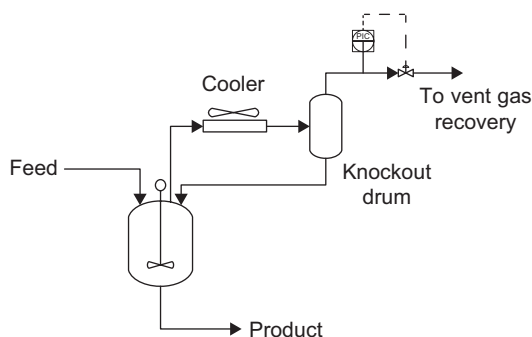 PIC
Cooler
To vent gas
recovery
Feed
Knockout
drum
Product